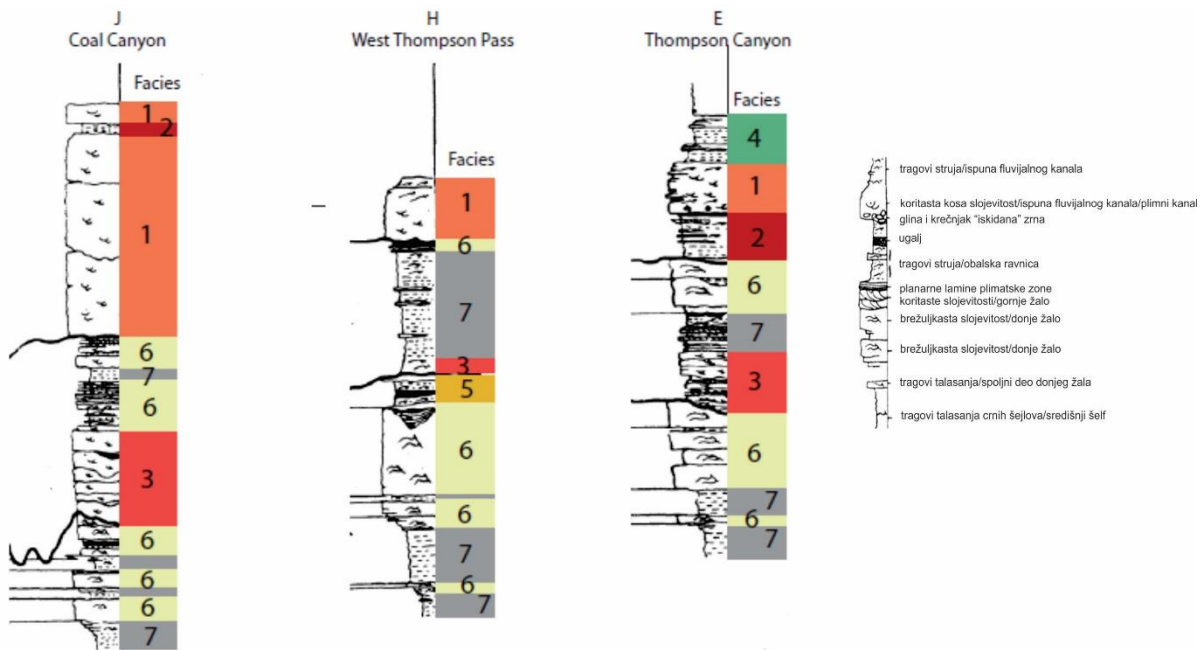 J
Coal Canyon
Facies
1
2
1
6
7
6
3
6
6
6
7
H
West Thompson Pass
Facies
1
6
7
3
5
6
6
7
6
7
E
Thompson Canyon
Facies
4
1
2
6
7
3
6
7
6
7
tragovi struja/ispuna fluvijalnog kanala
koritasta kosa slojevitost/ispuna fluvijalnog kanala/plimni kanal
glina i krečnjak "iskidana" zrna
ugalj
tragovi struja/obalska ravnica
planarne lamine plimatske zone
koritaste slojevitosti/gornje žalo
brežuljkasta slojevitost/donje žalo
brežuljkasta slojevitost/donje žalo
tragovi talasanja/spoljni deo donjeg žala
tragovi talasanja crnih šejlova/središnji šelf